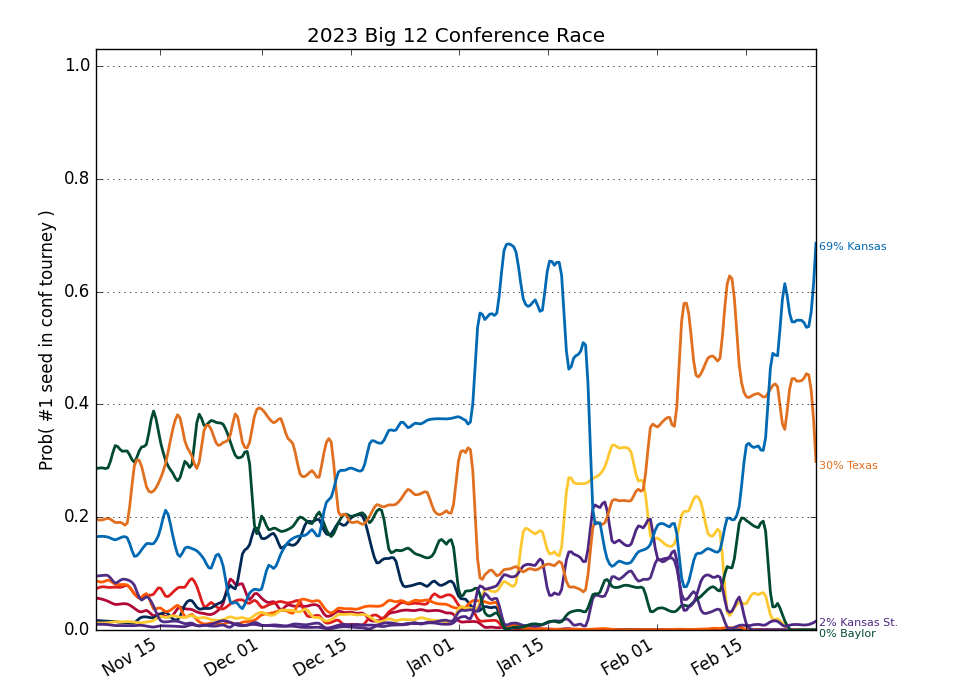 2023 Big 12 Conference Race
Prob( #1 seed in conf tourney )
1.0
0.8
0.6
0.4
0.2
0.0
69% Kansas
30% Texas
2% Kansas St.
0% Baylor
Nov 15
Dec 01
Dec 15
Jan 01
Jan 15
Feb 01
Feb 15